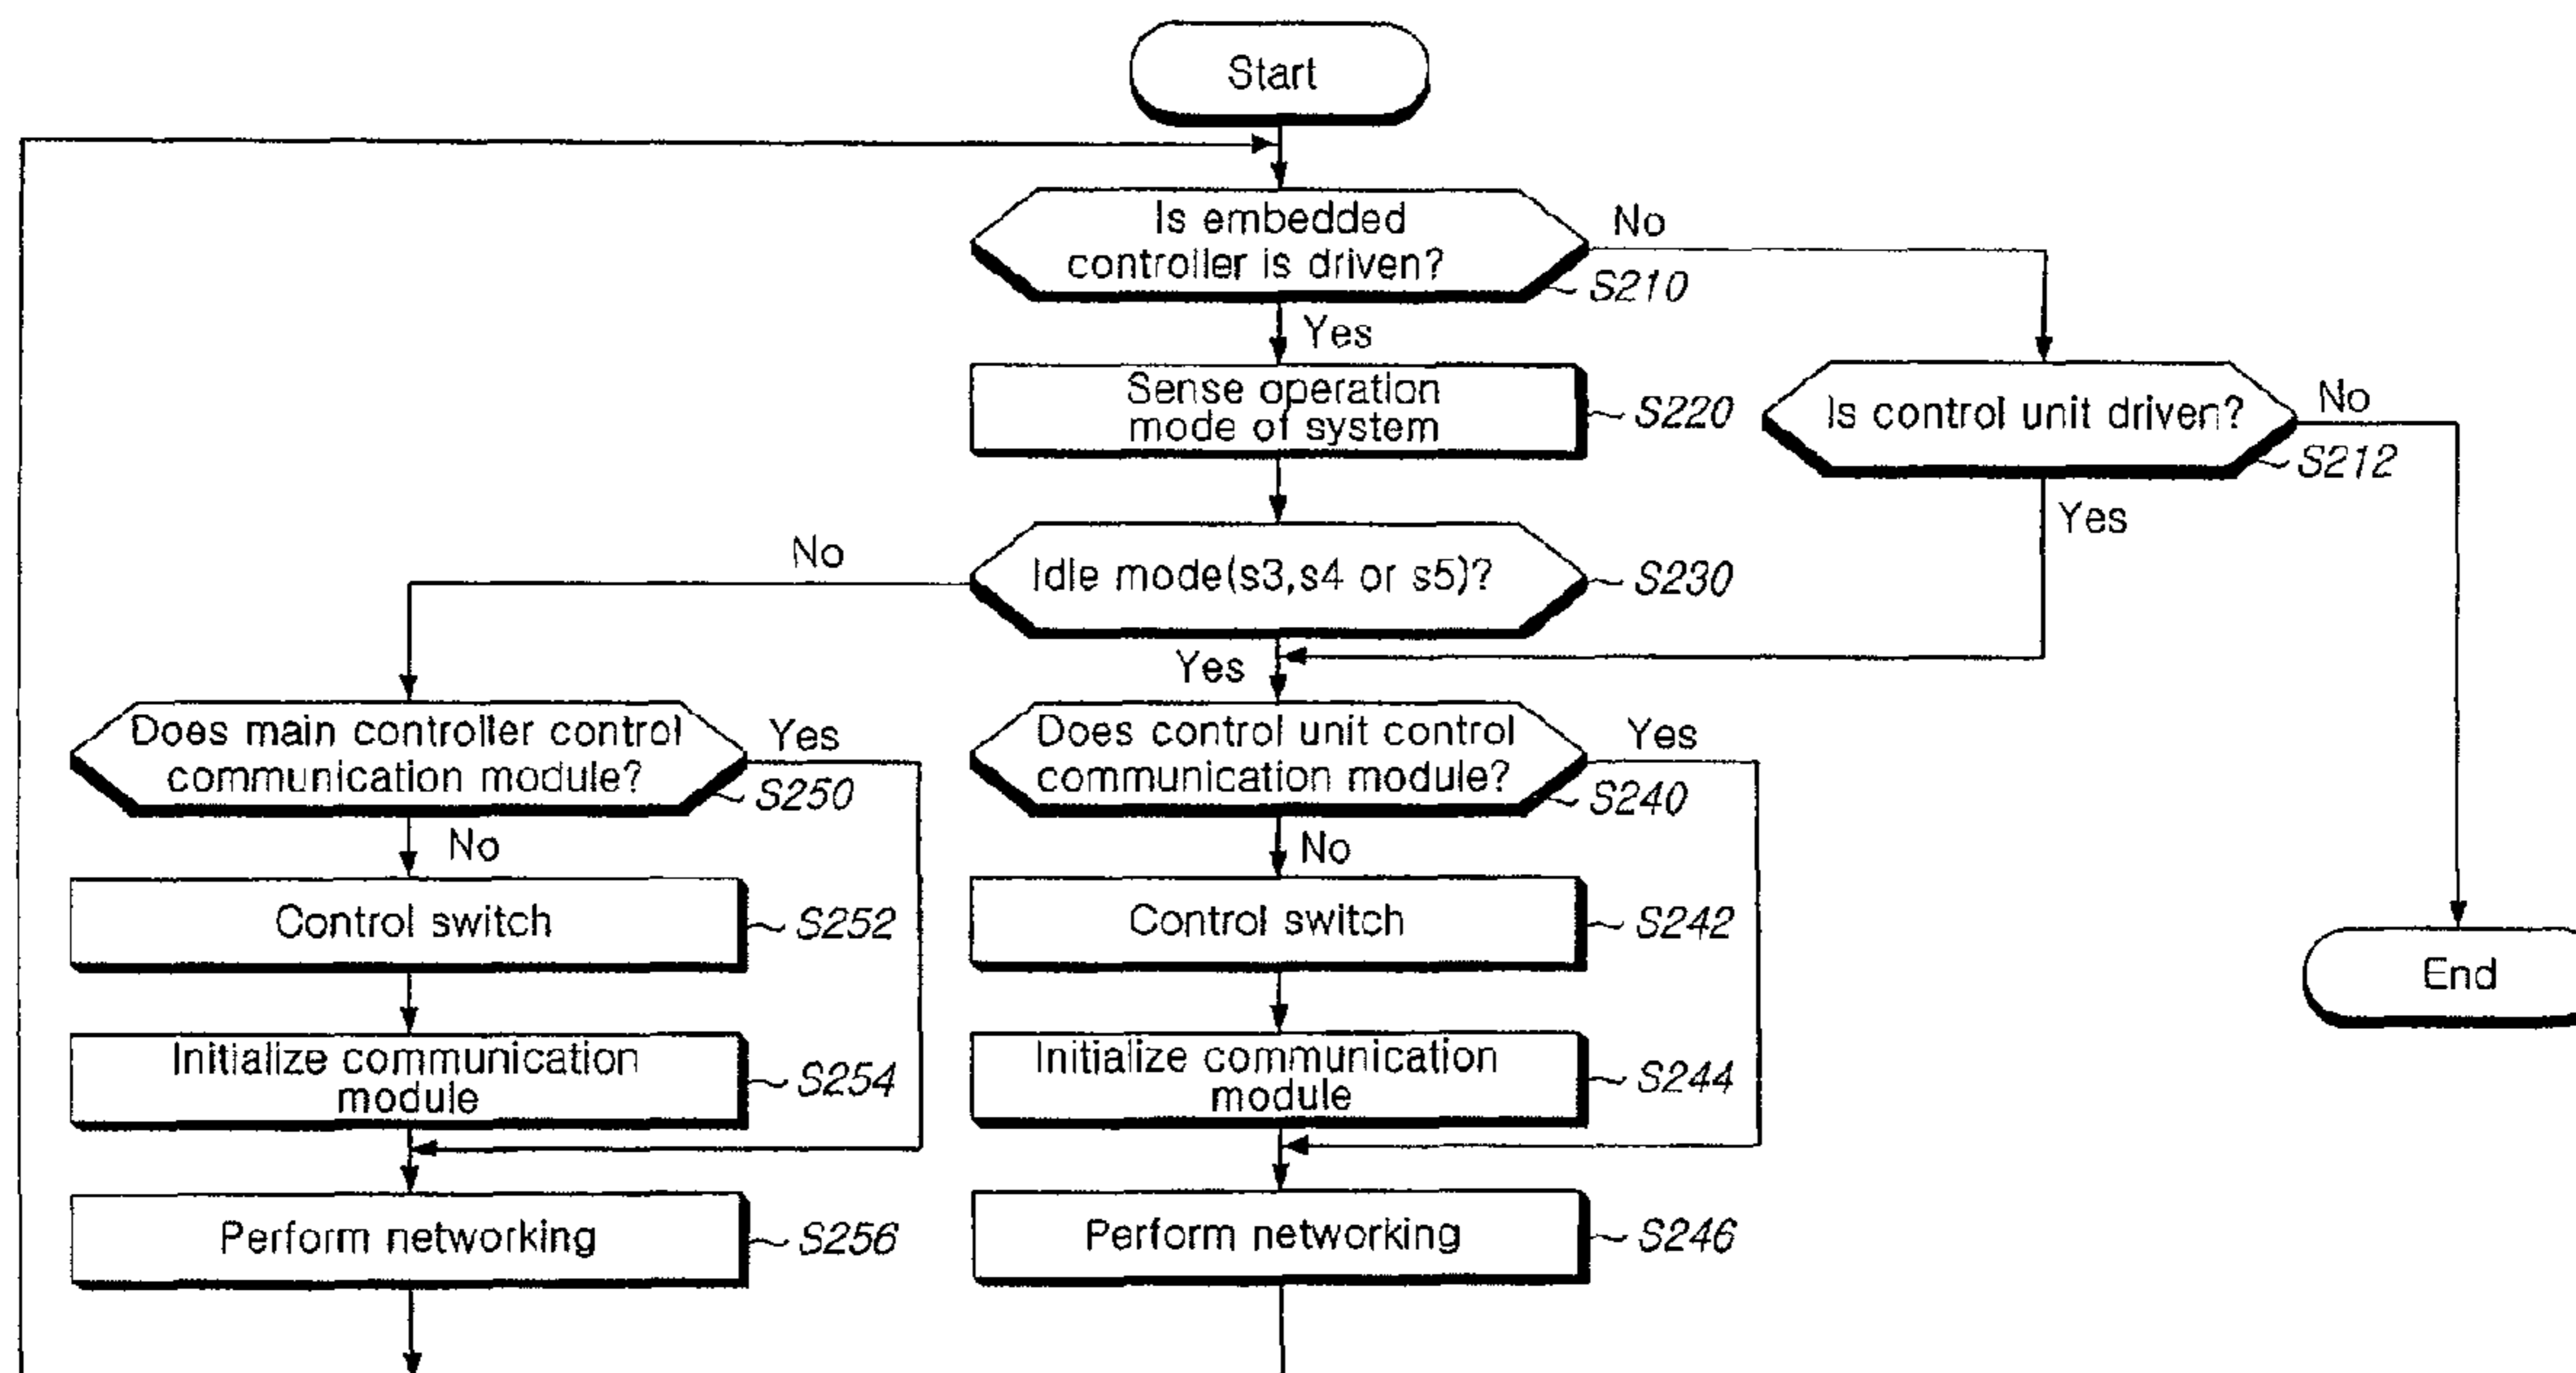 Start
Is embedded
controller is driven?
No
S210
Yes
Sense operation
mode of system
S220
Is control unit driven?
No
S212
Yes
Idle mode(s3,s4 or s5)?
No
S230
Yes
Does main controller control
communication module?
Yes
S250
No
Does control unit control
communication module?
Yes
S240
No
Control switch
S252
Control switch
S242
End
Initialize communication
module
S254
Initialize communication
module
S244
Perform networking
S256
Perform networking
S246